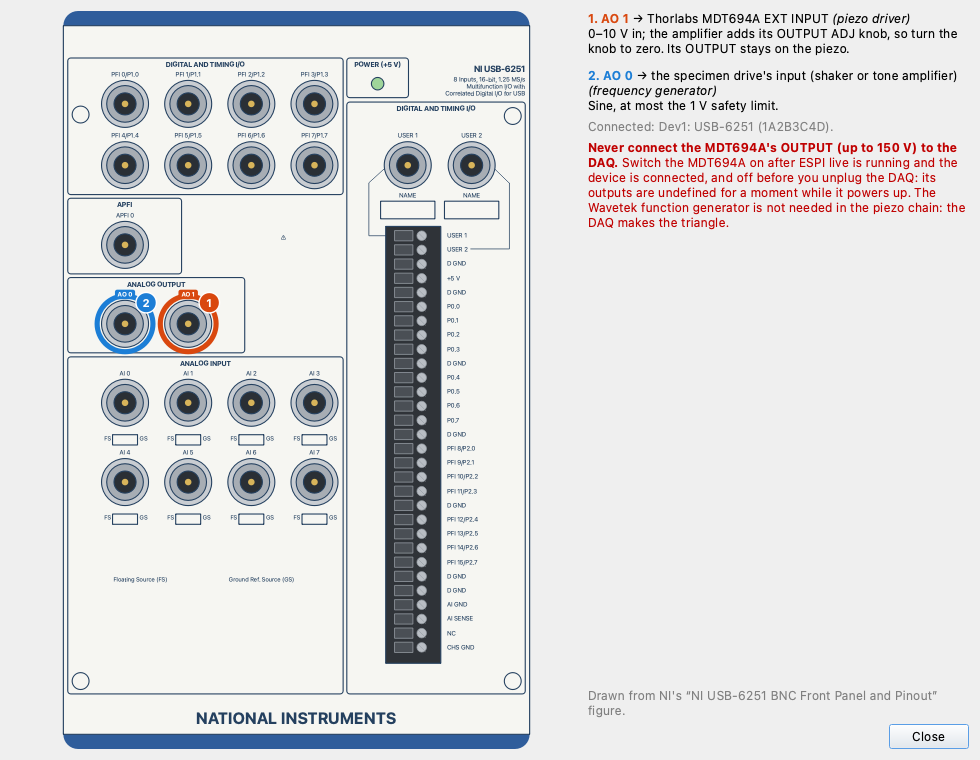 DIGITAL AND TIMING I/O
PFI 0/P1.0 PFI 1/P1.1 PFI 2/P1.2 PFI 3/P1.3
PFI 4/P1.4 PFI 5/P1.5 PFI 6/P1.6 PFI 7/P1.7
POWER (+5 V)
NI USB-6251
8 Inputs, 16-bit, 1.25 MS/s
Multifunction I/O with
Correlated Digital I/O for USB
APFI
APFI 0
⚠
ANALOG OUTPUT
AO 0 2 AO 1 1
ANALOG INPUT
AI 0 AI 1 AI 2 AI 3
FS GS FS GS FS GS FS GS
AI 4 AI 5 AI 6 AI 7
FS GS FS GS FS GS FS GS
Floating Source (FS) Ground Ref. Source (GS)
DIGITAL AND TIMING I/O
USER 1 USER 2
NAME NAME
USER 1
USER 2
D GND
+5 V
D GND
P0.0
P0.1
P0.2
P0.3
D GND
P0.4
P0.5
P0.6
P0.7
D GND
PFI 8/P2.0
PFI 9/P2.1
PFI 10/P2.2
PFI 11/P2.3
D GND
PFI 12/P2.4
PFI 13/P2.5
PFI 14/P2.6
PFI 15/P2.7
D GND
D GND
AI GND
AI SENSE
NC
CHS GND
NATIONAL INSTRUMENTS
1. AO 1 → Thorlabs MDT694A EXT INPUT (piezo driver)
0–10 V in; the amplifier adds its OUTPUT ADJ knob, so turn the
knob to zero. Its OUTPUT stays on the piezo.
2. AO 0 → the specimen drive's input (shaker or tone amplifier)
(frequency generator)
Sine, at most the 1 V safety limit.
Connected: Dev1: USB-6251 (1A2B3C4D).
Never connect the MDT694A's OUTPUT (up to 150 V) to the
DAQ. Switch the MDT694A on after ESPI live is running and the
device is connected, and off before you unplug the DAQ: its
outputs are undefined for a moment while it powers up. The
Wavetek function generator is not needed in the piezo chain: the
DAQ makes the triangle.
Drawn from NI's “NI USB-6251 BNC Front Panel and Pinout”
figure.
Close